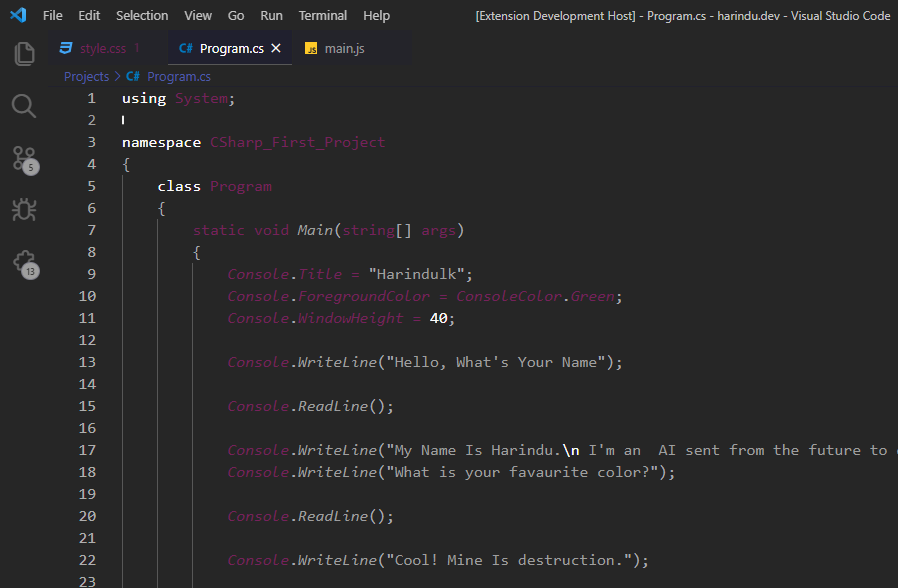 File Edit Selection View Go Run Terminal Help [Extension Development Host] - Program.cs - harindu.dev - Visual Studio Code
style.css 1 C# Program.cs × JS main.js
Projects > C# Program.cs
1 using System;
2
3 namespace CSharp_First_Project
4 {
5 class Program
6 {
7 static void Main(string[] args)
8 {
9 Console.Title = "Harindulk";
10 Console.ForegroundColor = ConsoleColor.Green;
11 Console.WindowHeight = 40;
12
13 Console.WriteLine("Hello, What's Your Name");
14
15 Console.ReadLine();
16
17 Console.WriteLine("My Name Is Harindu.\n I'm an  AI sent from the future to
18 Console.WriteLine("What is your favaurite color?");
19
20 Console.ReadLine();
21
22 Console.WriteLine("Cool! Mine Is destruction.");
23
5
13